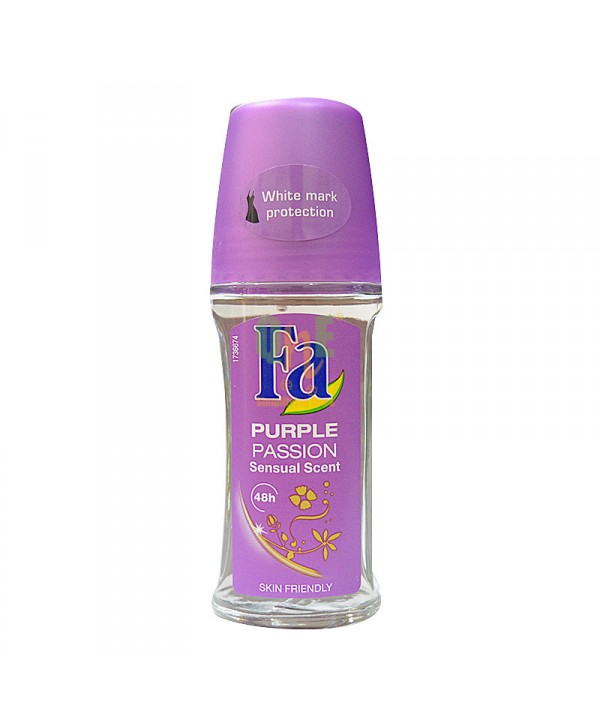 White mark
protection
1736674
Fa
PURPLE
PASSION
Sensual Scent
48h
SKIN FRIENDLY